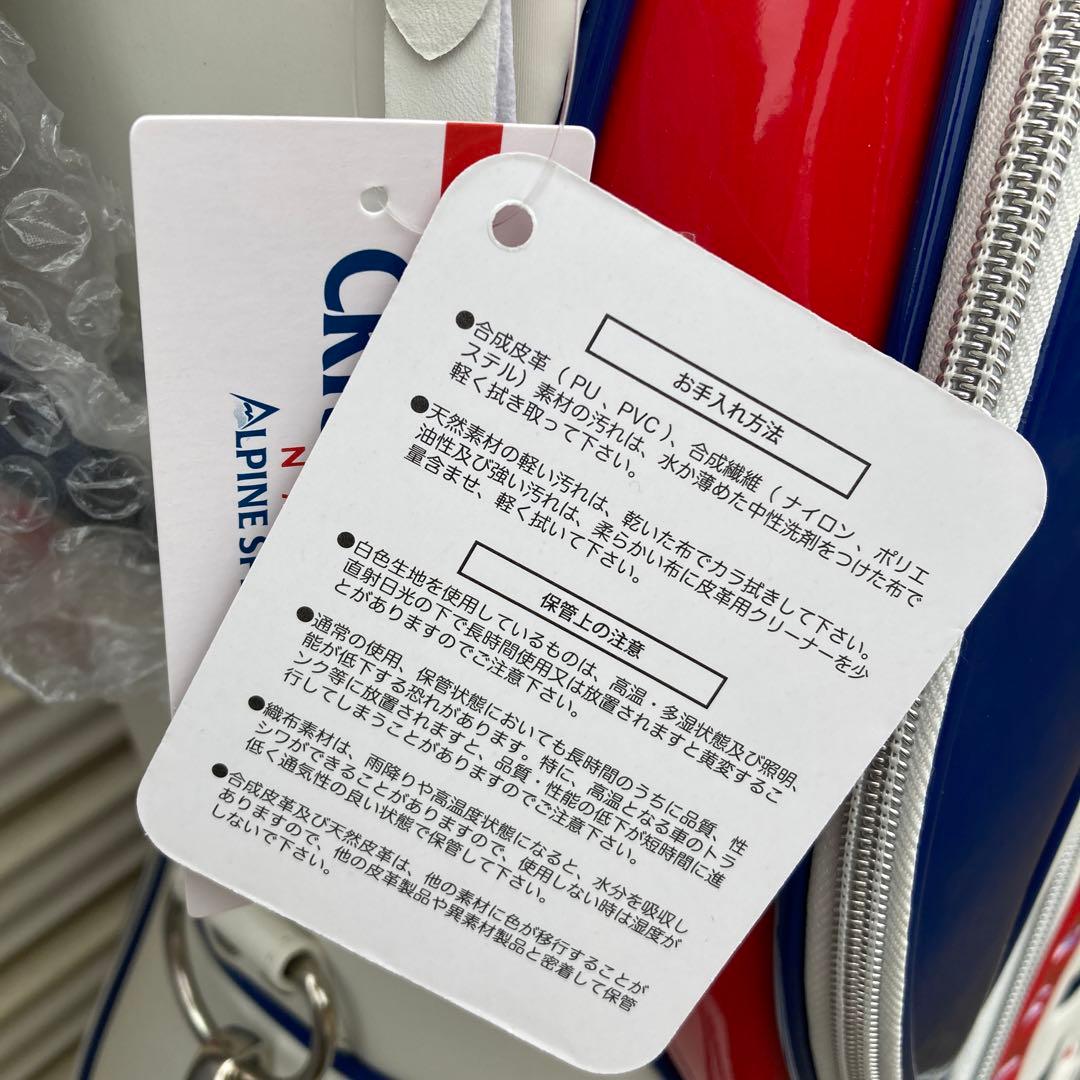 お手入れ方法
●合成皮革（PU、PVC）、合成繊維（ナイロン、ポリエ
ステル）素材の汚れは、水か薄めた中性洗剤をつけた布で
軽く拭き取って下さい。
●天然素材の軽い汚れは、乾いた布でカラ拭きして下さい。
油性及び強い汚れは、柔らかい布に皮革用クリーナーを少
量含ませ、軽く拭いて下さい。
保管上の注意
●白色生地を使用しているものは、高温・多湿状態及び照明、
直射日光の下で長時間使用又は放置されますと黄変するこ
とがありますのでご注意下さい。
●通常の使用、保管状態においても長時間のうちに品質、性
能が低下する恐れがあります。特に、高温となる車のトラ
ンク等に放置されますと、品質・性能の低下が短時間に進
行してしまうことがありますのでご注意下さい。
●織布素材は、雨降りや高温度状態になると、水分を吸収し
シワができることがありますので、使用しない時は湿度が
低く通気性の良い状態で保管して下さい。
●合成皮革及び天然皮革は、他の素材に色が移行することが
ありますので、他の皮革製品や異素材製品と密着して保管
しないで下さい。
N
ALPINE